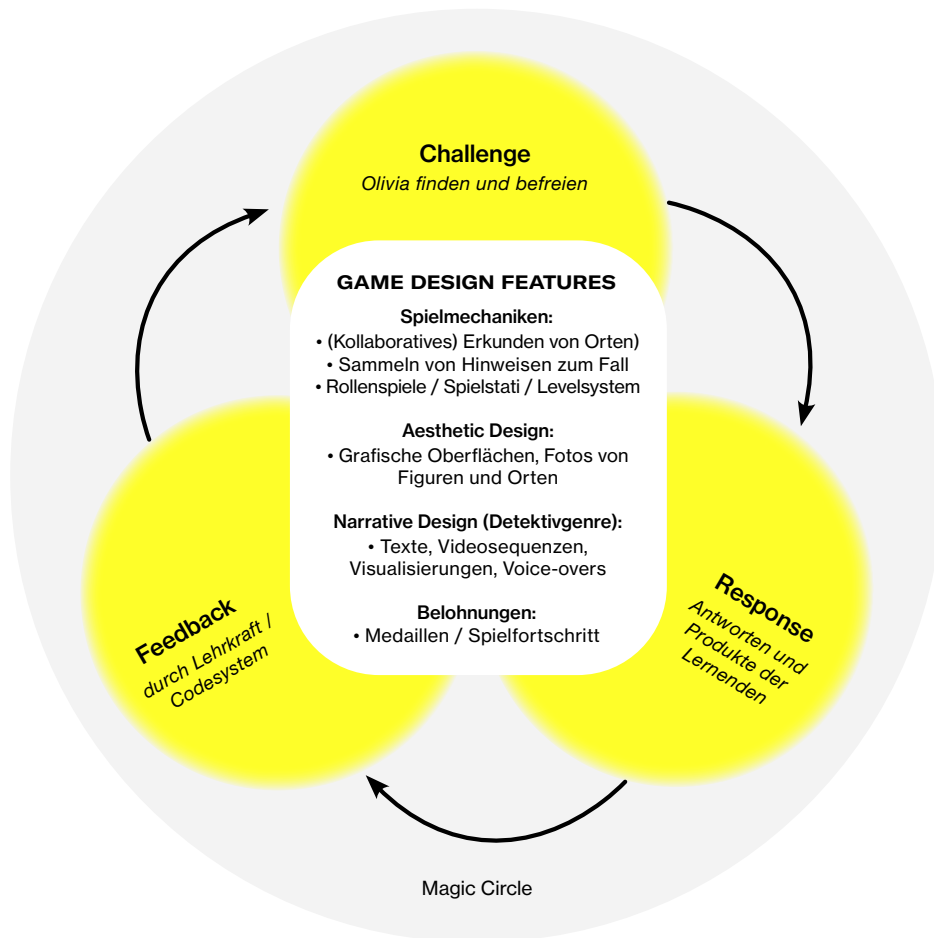 Challenge
Olivia finden und befreien
GAME DESIGN FEATURES
Spielmechaniken:
• (Kollaboratives) Erkunden von Orten)
• Sammeln von Hinweisen zum Fall
• Rollenspiele / Spielstati / Levelsystem
Aesthetic Design:
• Grafische Oberflächen, Fotos von
Figuren und Orten
Narrative Design (Detektivgenre):
• Texte, Videosequenzen,
Visualisierungen, Voice-overs
Belohnungen:
• Medaillen / Spielfortschritt
Response
Antworten und
Produkte der
Lernenden
Feedback
durch Lehrkraft /
Codesystem
Magic Circle